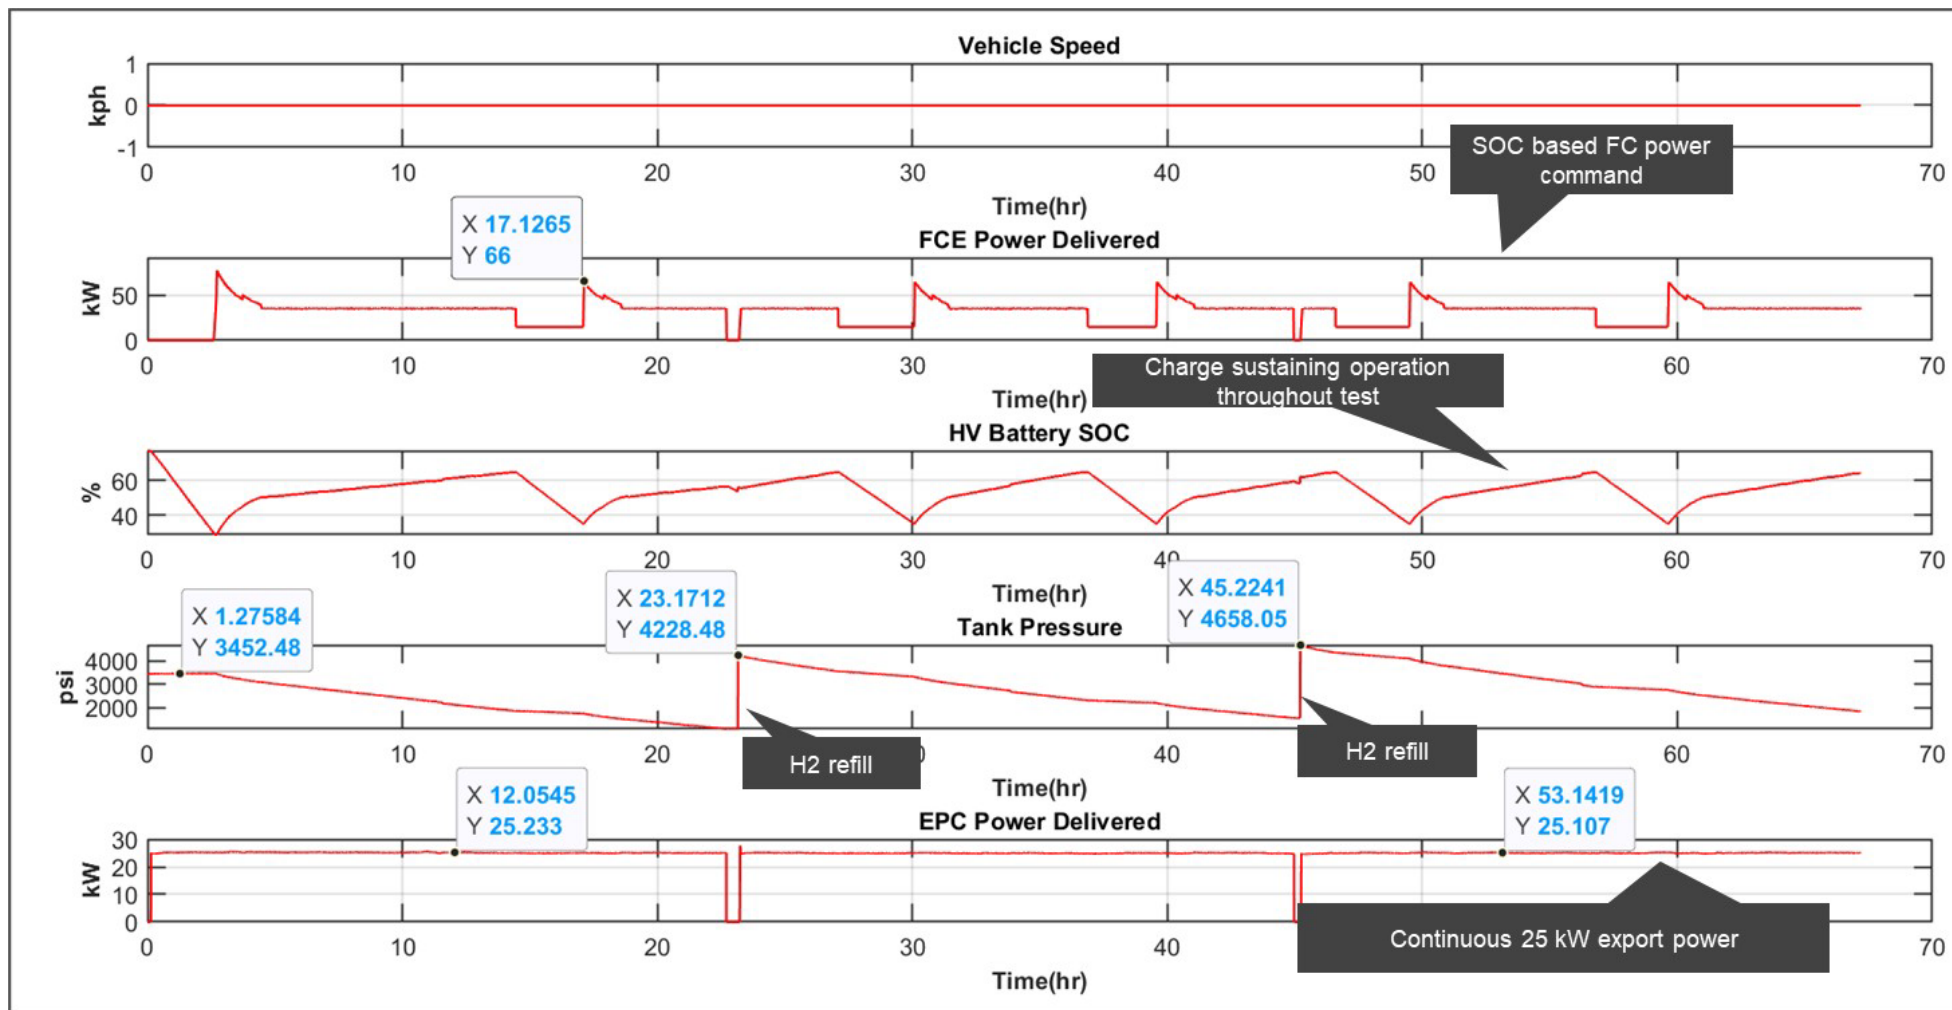 Vehicle Speed
1
0
-1
kph
0 10 20 30 40 50 60 70
Time(hr)
SOC based FC power
command
X 17.1265
Y 66
FCE Power Delivered
50
0
kW
0 10 20 30 40 50 60 70
Time(hr)
Charge sustaining operation
throughout test
HV Battery SOC
60
40
%
0 10 20 30 40 50 60 70
Time(hr)
X 1.27584
Y 3452.48
X 23.1712
Y 4228.48
X 45.2241
Y 4658.05
Tank Pressure
4000
3000
2000
psi
0 10 20 30 40 50 60 70
Time(hr)
H2 refill
H2 refill
X 12.0545
Y 25.233
X 53.1419
Y 25.107
EPC Power Delivered
30
20
10
0
kW
0 10 20 30 40 70
Time(hr)
Continuous 25 kW export power